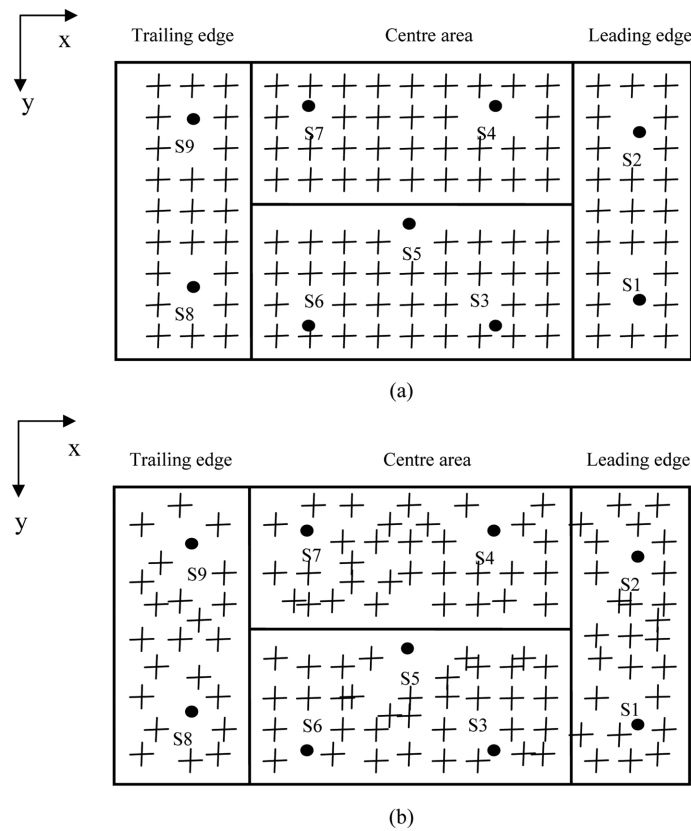 x
y
Trailing edge Centre area Leading edge
S9 S7 S4 S2
S5
S8 S6 S3 S1
(a)
x
y
Trailing edge Centre area Leading edge
S9 S7 S4 S2
S5
S8 S6 S3 S1
(b)